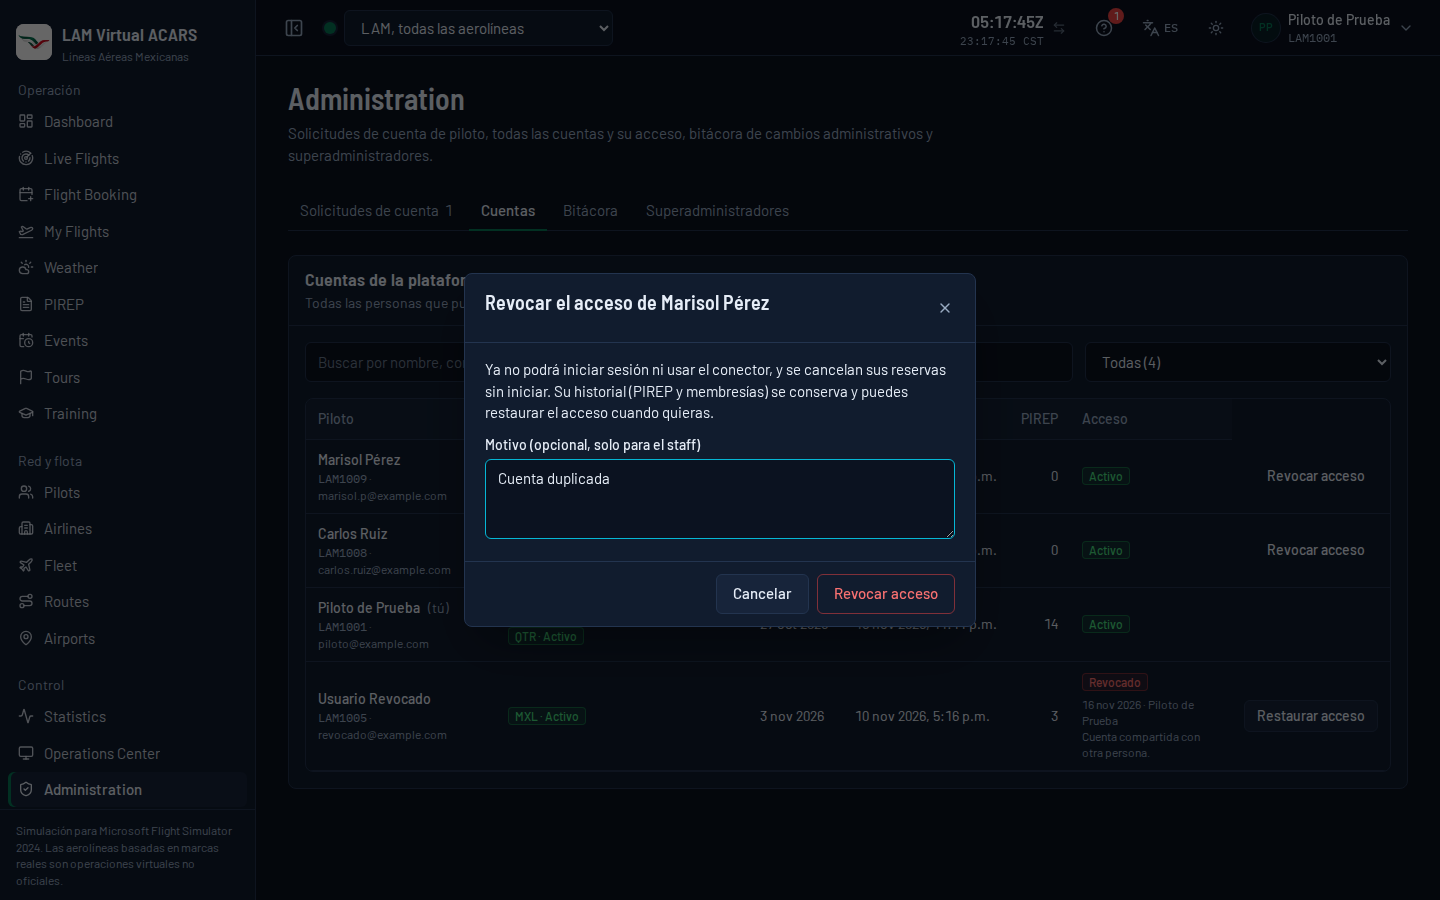 LAM Virtual ACARS
Líneas Aéreas Mexicanas
Operación
Dashboard
Live Flights
Flight Booking
My Flights
Weather
PIREP
Events
Tours
Training
Red y flota
Pilots
Airlines
Fleet
Routes
Airports
Control
Statistics
Operations Center
Administration
Simulación para Microsoft Flight Simulator
2024. Las aerolíneas basadas en marcas
reales son operaciones virtuales no
oficiales.
LAM, todas las aerolíneas
05:17:45Z
23:17:45 CST
1
ES
PP
Piloto de Prueba
LAM1001
Administration
Solicitudes de cuenta de piloto, todas las cuentas y su acceso, bitácora de cambios administrativos y
superadministradores.
Solicitudes de cuenta 1
Cuentas
Bitácora
Superadministradores
Cuentas de la
Todas las personas que
Buscar por nombre,
Todas (4)
Piloto
PIREP
Acceso
Marisol Pérez
LAM1009 ·
marisol.p@example.com
p.m.
0
Activo
Revocar acceso
Carlos Ruiz
LAM1008 ·
carlos.ruiz@example.com
p.m.
0
Activo
Revocar acceso
Piloto de Prueba (tú)
LAM1001 ·
piloto@example.com
QTR · Activo
p.m.
14
Activo
Usuario Revocado
LAM1005 ·
revocado@example.com
MXL · Activo
3 nov 2026
10 nov 2026, 5:16 p.m.
3
Revocado
16 nov 2026 · Piloto de
Prueba
Cuenta compartida con
otra persona.
Restaurar acceso
Revocar el acceso de Marisol Pérez
Ya no podrá iniciar sesión ni usar el conector, y se cancelan sus reservas
sin iniciar. Su historial (PIREP y membresías) se conserva y puedes
restaurar el acceso cuando quieras.
Motivo (opcional, solo para el staff)
Cuenta duplicada
Cancelar
Revocar acceso